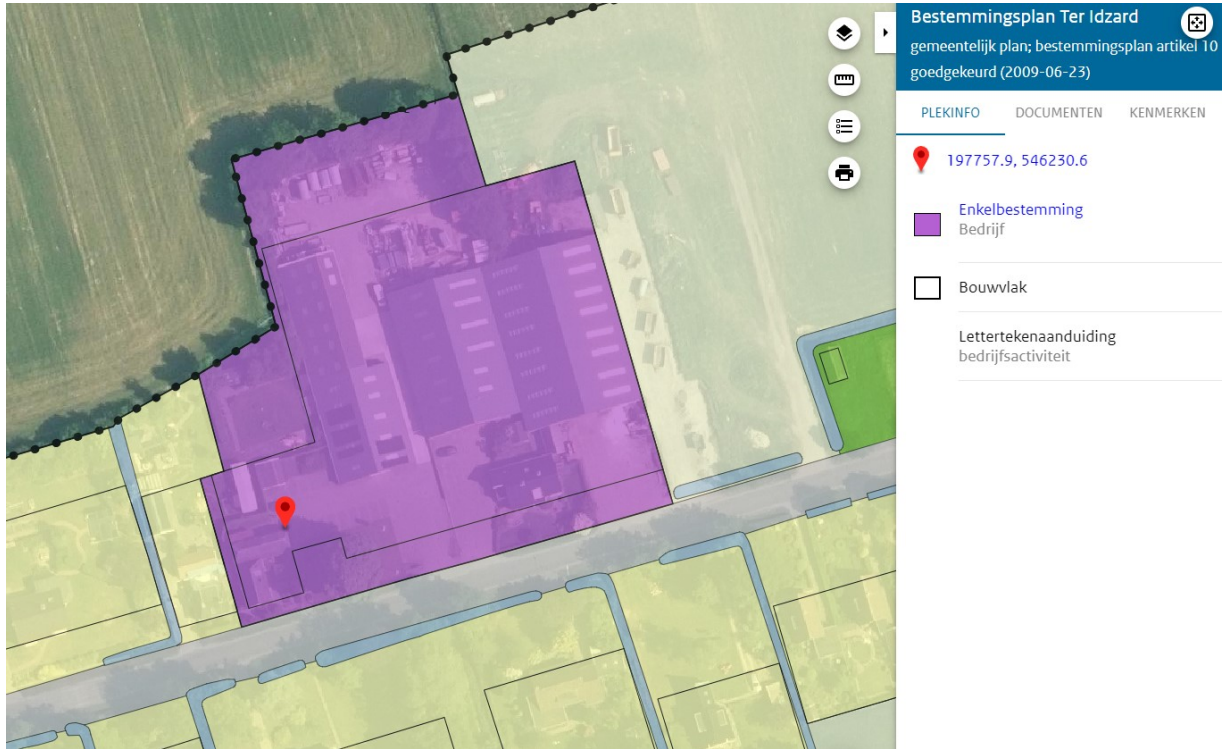 Bestemmingsplan Ter Idzard
gemeentelijk plan; bestemmingsplan artikel 10
goedgekeurd (2009-06-23)
PLEKINFO DOCUMENTEN KENMERKEN
197757.9, 546230.6
Enkelbestemming
Bedrijf
Bouwvlak
Lettertekenaanduiding
bedrijfsactiviteit